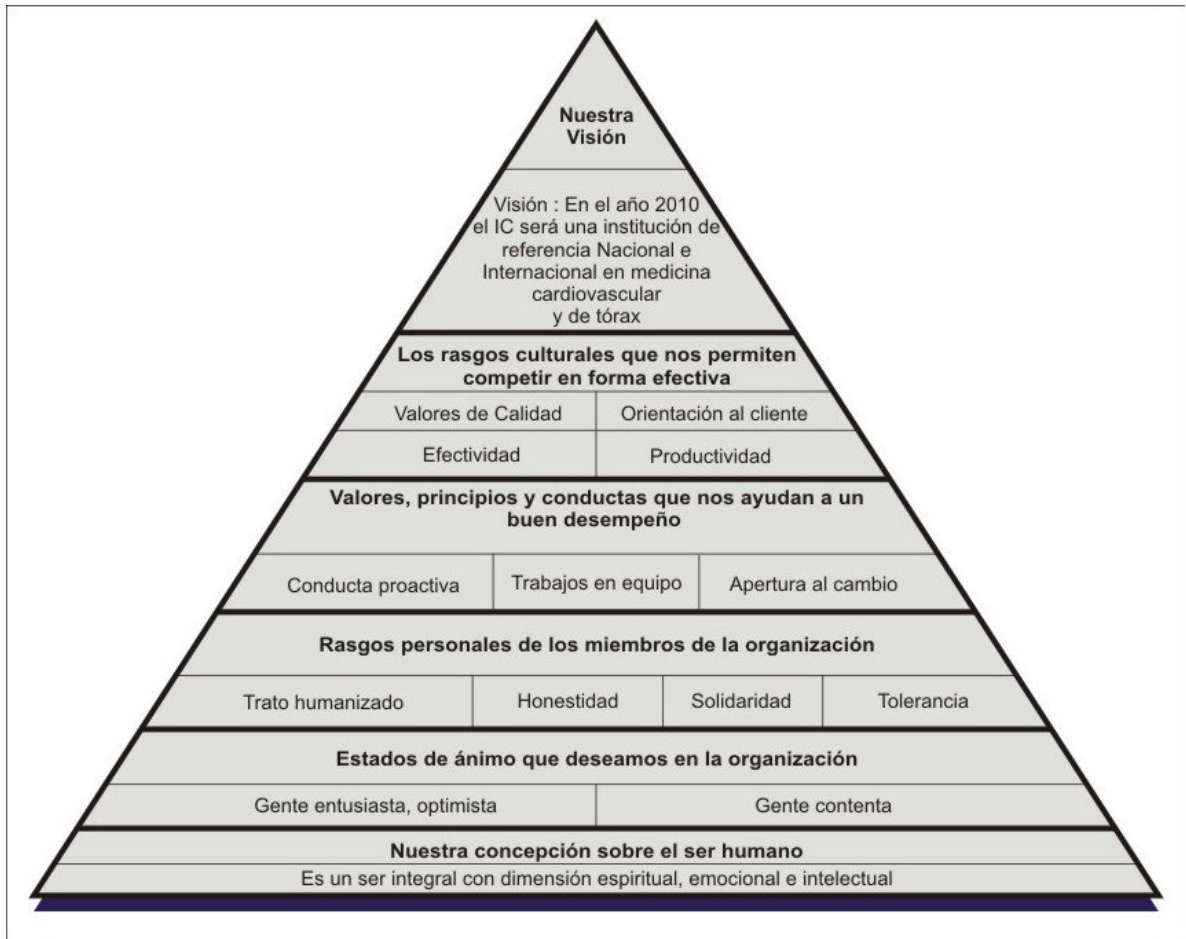 Nuestra
Visión
Visión : En el año 2010
el IC será una institución de
referencia Nacional e
Internacional en medicina
cardiovascular
y de tórax
Los rasgos culturales que nos permiten
competir en forma efectiva
Valores de Calidad
Orientación al cliente
Efectividad
Productividad
Valores, principios y conductas que nos ayudan a un
buen desempeño
Conducta proactiva
Trabajos en equipo
Apertura al cambio
Rasgos personales de los miembros de la organización
Trato humanizado
Honestidad
Solidaridad
Tolerancia
Estados de ánimo que deseamos en la organización
Gente entusiasta, optimista
Gente contenta
Nuestra concepción sobre el ser humano
Es un ser integral con dimensión espiritual, emocional e intelectual